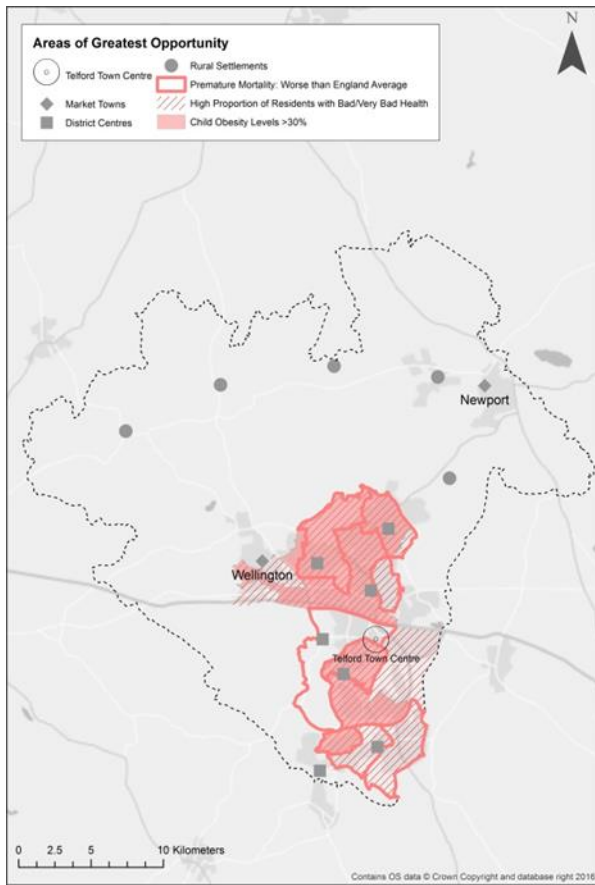 N
Areas of Greatest Opportunity
Telford Town Centre
Market Towns
District Centres
Rural Settlements
Premature Mortality: Worse than England Average
High Proportion of Residents with Bad/Very Bad Health
Child Obesity Levels >30%
Newport
Wellington
Telford Town Centre
0 2.5 5 10 Kilometers
Contains OS data © Crown Copyright and database right 2016